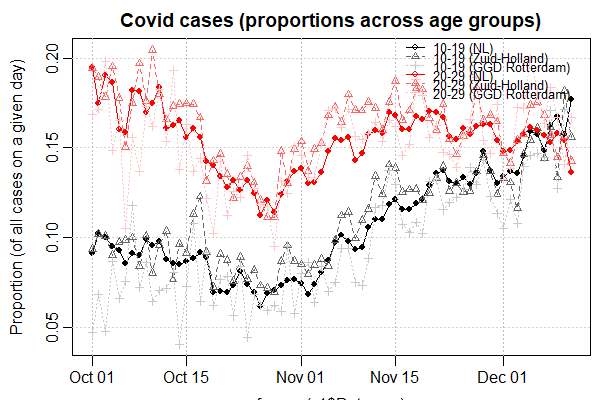 Covid cases (proportions across age groups)
10-19 (NL)
10-19 (Zuid-Holland)
10-19 (GGD Rotterdam)
20-29 (NL)
20-29 (Zuid-Holland)
20-29 (GGD Rotterdam)
Proportion (of all cases on a given day)
0.20
0.15
0.10
0.05
Oct 01 Oct 15 Nov 01 Nov 15 Dec 01